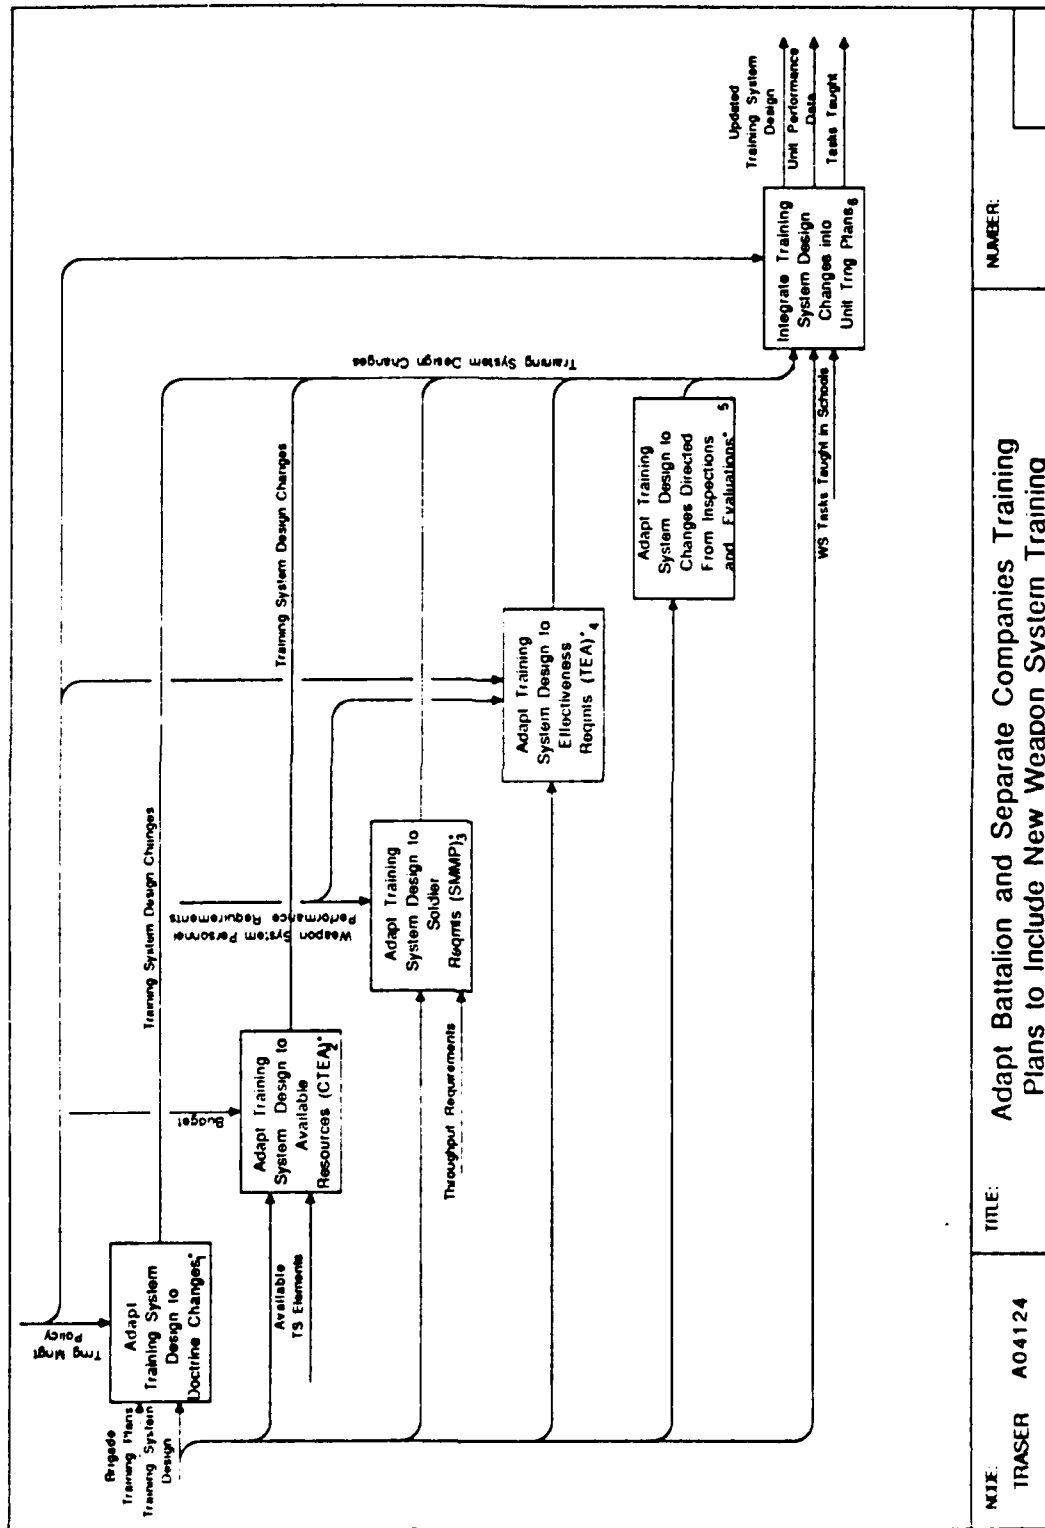 Trng Mngt
Policy
Brigade
Training Plans
Training System
Design
Adapt
Training System
Design to
Doctrine Changes*
1
Training System Design Changes
Budget
Available
TS Elements
Adapt Training
System Design to
Available
Resources (CTEA)*
2
Training System Design Changes
Weapon System Personnel
Performance Requirements
Throughput Requirements
Adapt Training
System Design to
Soldier
Reqmts (SMMP)*
3
Adapt Training
System Design to
Effectiveness
Reqmts (TEA)*
4
Adapt Training
System Design to
Changes Directed
From Inspections
and Evaluations*
5
Training System Design Changes
WS Tasks Taught in Schools
Integrate Training
System Design
Changes into
Unit Trng Plans
6
Updated
Training System
Design
Unit Performance
Data
Tasks Taught
NODE:
TRASER A04124
TITLE:
Adapt Battalion and Separate Companies Training
Plans to Include New Weapon System Training
NUMBER: